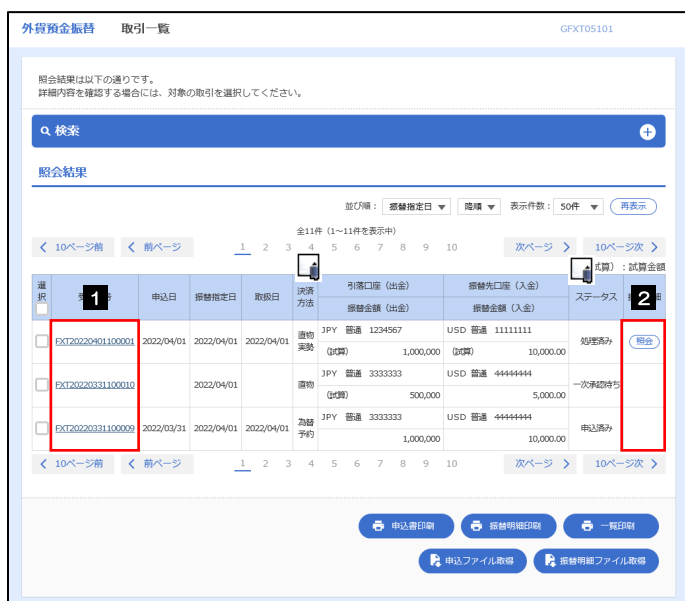 外貨預金振替 取引一覧 GFXT05101
照会結果は以下の通りです。
詳細内容を確認する場合には、対象の取引を選択してください。
検索
照会結果
並び順： 振替指定日 降順 表示件数： 50件 再表示
全11件（1～11件を表示中）
10ページ前 前ページ 1 2 3 4 5 6 7 8 9 10 次ページ 10ページ次
試算）：試算金額
選択 1 申込日 振替指定日 取扱日 決済方法 引落口座（出金） 振替先口座（入金） ステータス 2
振替金額（出金） 振替金額（入金）
FXT20220401100001 2022/04/01 2022/04/01 2022/04/01 直物実勢 JPY 普通 1234567 USD 普通 11111111 処理済み 照会
（試算） 1,000,000 （試算） 10,000.00
FXT20220331100010 2022/04/01 直物 JPY 普通 3333333 USD 普通 44444444 一次承認待ち
（試算） 500,000 5,000.00
FXT20220331100009 2022/03/31 2022/04/01 2022/04/01 為替予約 JPY 普通 3333333 USD 普通 44444444 申込済み
1,000,000 10,000.00
10ページ前 前ページ 1 2 3 4 5 6 7 8 9 10 次ページ 10ページ次
申込書印刷 振替明細印刷 一覧印刷
申込ファイル取得 振替明細ファイル取得